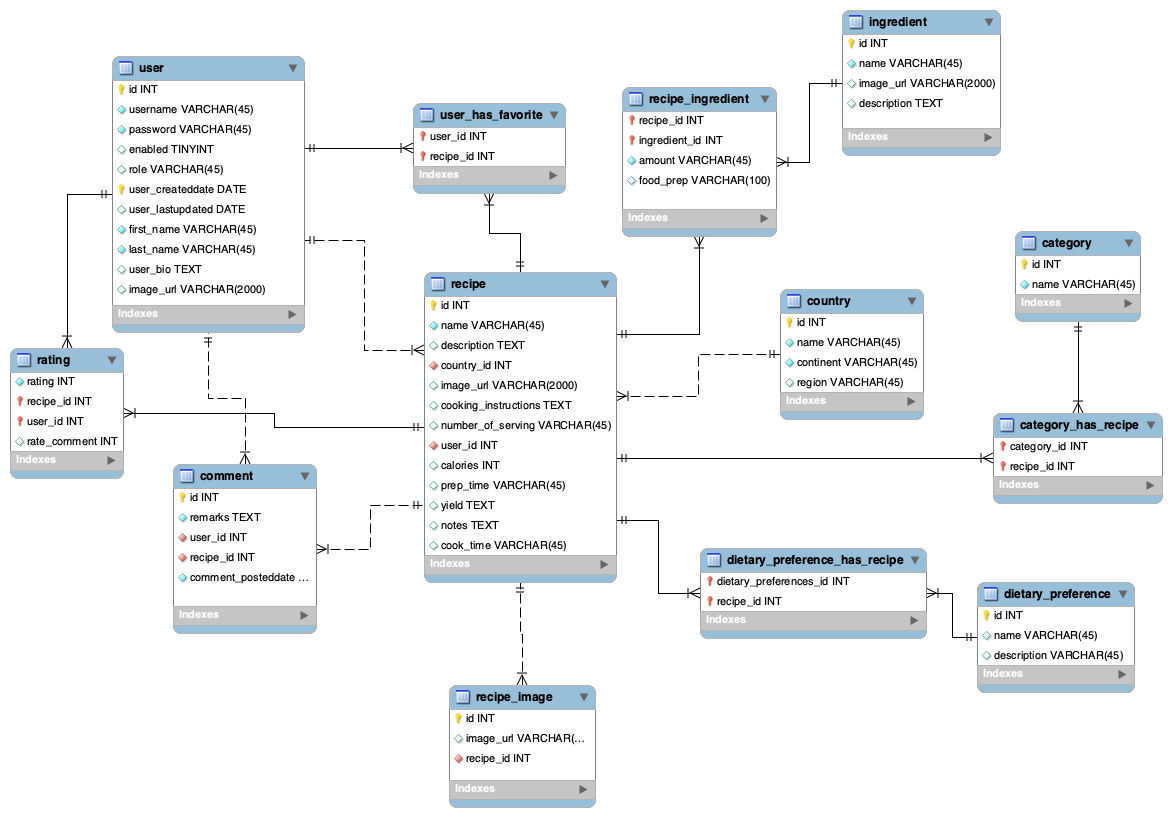 user
id INT
username VARCHAR(45)
password VARCHAR(45)
enabled TINYINT
role VARCHAR(45)
user_createddate DATE
user_lastupdated DATE
first_name VARCHAR(45)
last_name VARCHAR(45)
user_bio TEXT
image_url VARCHAR(2000)
Indexes
user_has_favorite
user_id INT
recipe_id INT
Indexes
recipe_ingredient
recipe_id INT
ingredient_id INT
amount VARCHAR(45)
food_prep VARCHAR(100)
Indexes
ingredient
id INT
name VARCHAR(45)
image_url VARCHAR(2000)
description TEXT
Indexes
category
id INT
name VARCHAR(45)
Indexes
recipe
id INT
name VARCHAR(45)
description TEXT
country_id INT
image_url VARCHAR(2000)
cooking_instructions TEXT
number_of_serving VARCHAR(45)
user_id INT
calories INT
prep_time VARCHAR(45)
yield TEXT
notes TEXT
cook_time VARCHAR(45)
Indexes
country
id INT
name VARCHAR(45)
continent VARCHAR(45)
region VARCHAR(45)
Indexes
rating
rating INT
recipe_id INT
user_id INT
rate_comment INT
Indexes
category_has_recipe
category_id INT
recipe_id INT
Indexes
comment
id INT
remarks TEXT
user_id INT
recipe_id INT
comment_posteddate ...
Indexes
dietary_preference_has_recipe
dietary_preferences_id INT
recipe_id INT
Indexes
dietary_preference
id INT
name VARCHAR(45)
description VARCHAR(45)
Indexes
recipe_image
id INT
image_url VARCHAR(...
recipe_id INT
Indexes